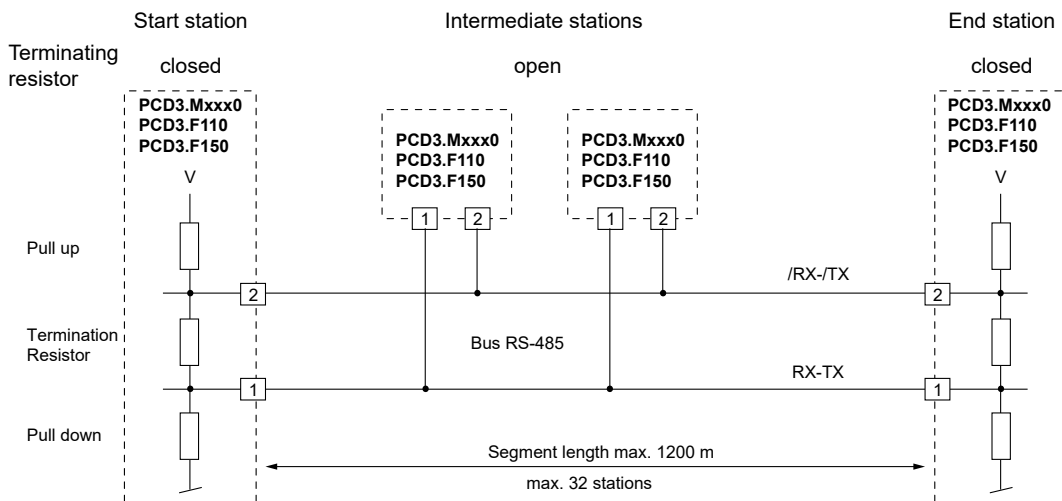 Start station
Intermediate stations
End station
Terminating
resistor
closed
open
closed
PCD3.Mxxx0
PCD3.F110
PCD3.F150
V
PCD3.Mxxx0
PCD3.F110
PCD3.F150
1 2
PCD3.Mxxx0
PCD3.F110
PCD3.F150
1 2
PCD3.Mxxx0
PCD3.F110
PCD3.F150
V
Pull up
/RX-/TX
2
2
Termination
Resistor
Bus RS-485
RX-TX
1
1
Pull down
Segment length max. 1200 m
max. 32 stations